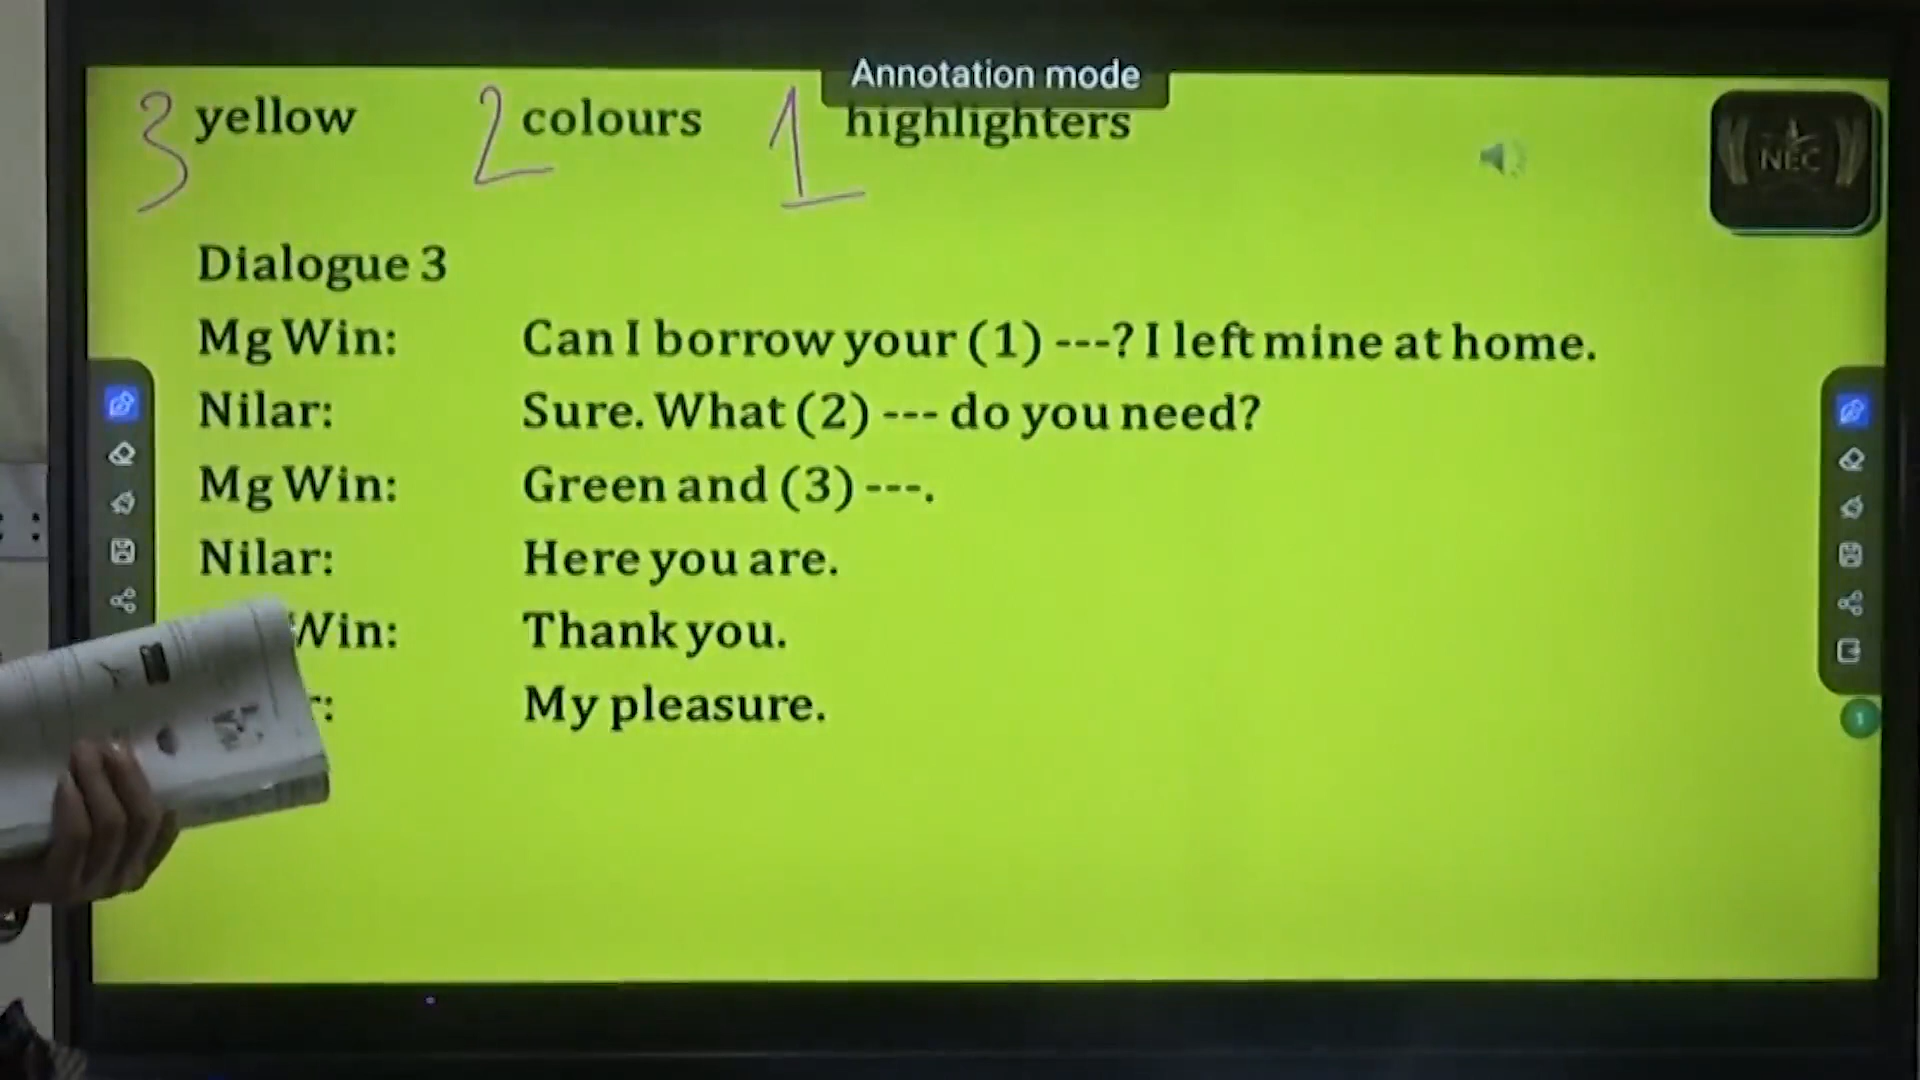 Annotation mode
3 yellow 2 colours 1 highlighters
NEC
Dialogue 3
Mg Win: Can I borrow your (1) ---? I left mine at home.
Nilar: Sure. What (2) --- do you need?
Mg Win: Green and (3) ---.
Nilar: Here you are.
Win: Thank you.
r: My pleasure.
1